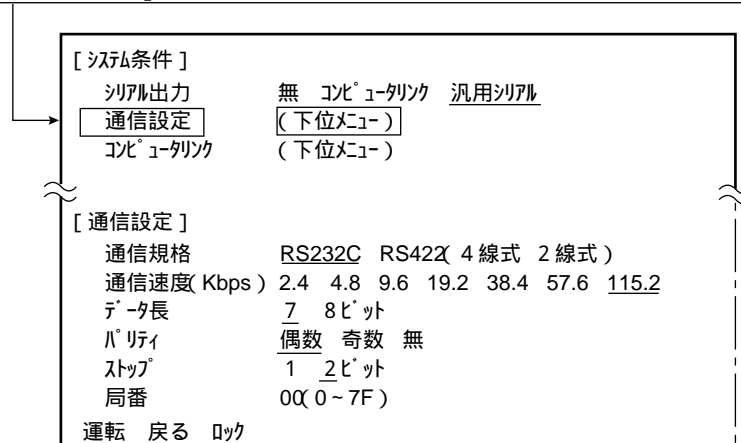 [ システム条件 ]
シリアル出力 無 コンピュータリンク 汎用シリアル
通信設定 ( 下位メニュー )
コンピュータリンク ( 下位メニュー )
[ 通信設定 ]
通信規格 RS232C RS422( 4 線式 2 線式 )
通信速度( Kbps ) 2.4 4.8 9.6 19.2 38.4 57.6 115.2
データ長 7 8ビット
パリティ 偶数 奇数 無
ストップ 1 2ビット
局番 00( 0 ~ 7F )
運転 戻る ロック